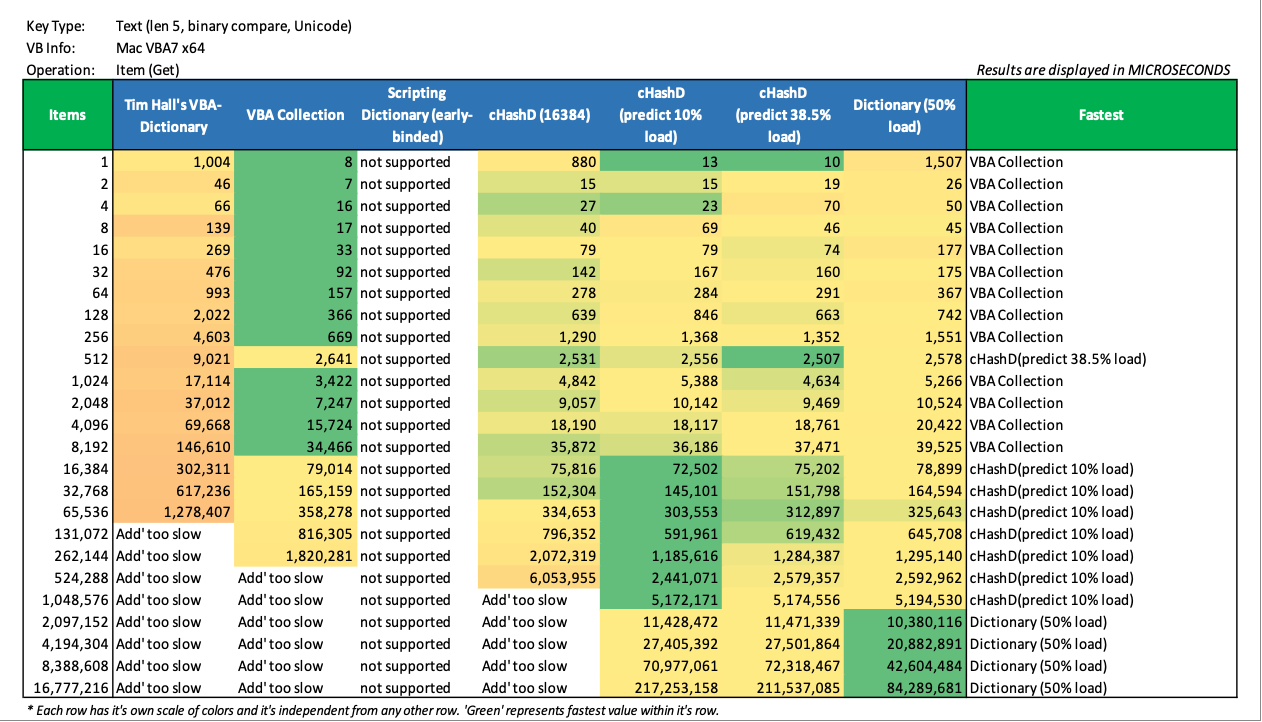 Key Type: Text (len 5, binary compare, Unicode)
VB Info: Mac VBA7 x64
Operation: Item (Get) Results are displayed in MICROSECONDS
Items Tim Hall's VBA-Dictionary VBA Collection Scripting Dictionary (early-binded) cHashD (16384) cHashD (predict 10% load) cHashD (predict 38.5% load) Dictionary (50% load) Fastest
1 1,004 8 not supported 880 13 10 1,507 VBA Collection
2 46 7 not supported 15 15 19 26 VBA Collection
4 66 16 not supported 27 23 70 50 VBA Collection
8 139 17 not supported 40 69 46 45 VBA Collection
16 269 33 not supported 79 79 74 177 VBA Collection
32 476 92 not supported 142 167 160 175 VBA Collection
64 993 157 not supported 278 284 291 367 VBA Collection
128 2,022 366 not supported 639 846 663 742 VBA Collection
256 4,603 669 not supported 1,290 1,368 1,352 1,551 VBA Collection
512 9,021 2,641 not supported 2,531 2,556 2,507 2,578 cHashD(predict 38.5% load)
1,024 17,114 3,422 not supported 4,842 5,388 4,634 5,266 VBA Collection
2,048 37,012 7,247 not supported 9,057 10,142 9,469 10,524 VBA Collection
4,096 69,668 15,724 not supported 18,190 18,117 18,761 20,422 VBA Collection
8,192 146,610 34,466 not supported 35,872 36,186 37,471 39,525 VBA Collection
16,384 302,311 79,014 not supported 75,816 72,502 75,202 78,899 cHashD(predict 10% load)
32,768 617,236 165,159 not supported 152,304 145,101 151,798 164,594 cHashD(predict 10% load)
65,536 1,278,407 358,278 not supported 334,653 303,553 312,897 325,643 cHashD(predict 10% load)
131,072 Add' too slow 816,305 not supported 796,352 591,961 619,432 645,708 cHashD(predict 10% load)
262,144 Add' too slow 1,820,281 not supported 2,072,319 1,185,616 1,284,387 1,295,140 cHashD(predict 10% load)
524,288 Add' too slow Add' too slow not supported 6,053,955 2,441,071 2,579,357 2,592,962 cHashD(predict 10% load)
1,048,576 Add' too slow Add' too slow not supported Add' too slow 5,172,171 5,174,556 5,194,530 cHashD(predict 10% load)
2,097,152 Add' too slow Add' too slow not supported Add' too slow 11,428,472 11,471,339 10,380,116 Dictionary (50% load)
4,194,304 Add' too slow Add' too slow not supported Add' too slow 27,405,392 27,501,864 20,882,891 Dictionary (50% load)
8,388,608 Add' too slow Add' too slow not supported Add' too slow 70,977,061 72,318,467 42,604,484 Dictionary (50% load)
16,777,216 Add' too slow Add' too slow not supported Add' too slow 217,253,158 211,537,085 84,289,681 Dictionary (50% load)
* Each row has it's own scale of colors and it's independent from any other row. 'Green' represents fastest value within it's row.